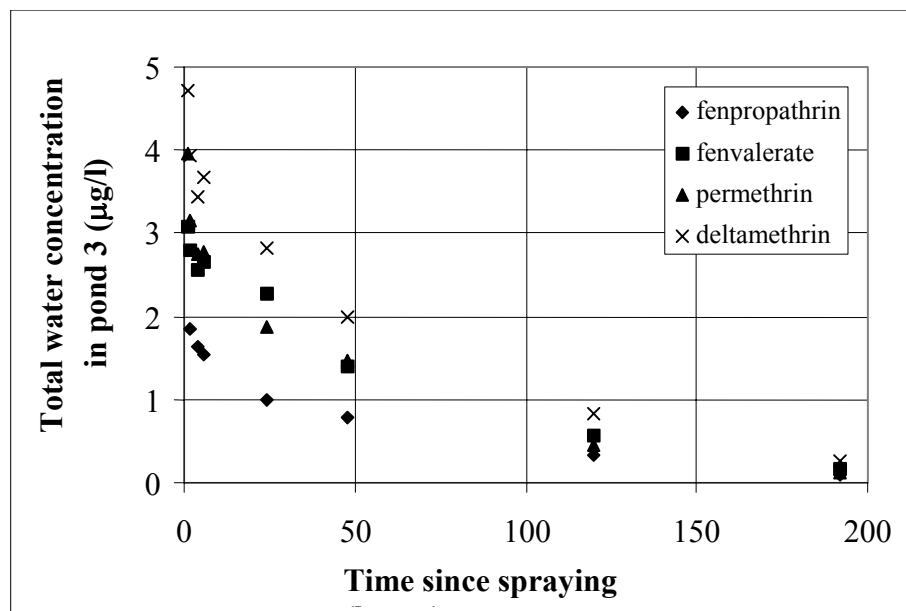 Total water concentration
in pond 3 (µg/l)
5
4
3
2
1
0
fenpropathrin
fenvalerate
permethrin
deltamethrin
0 50 100 150 200
Time since spraying